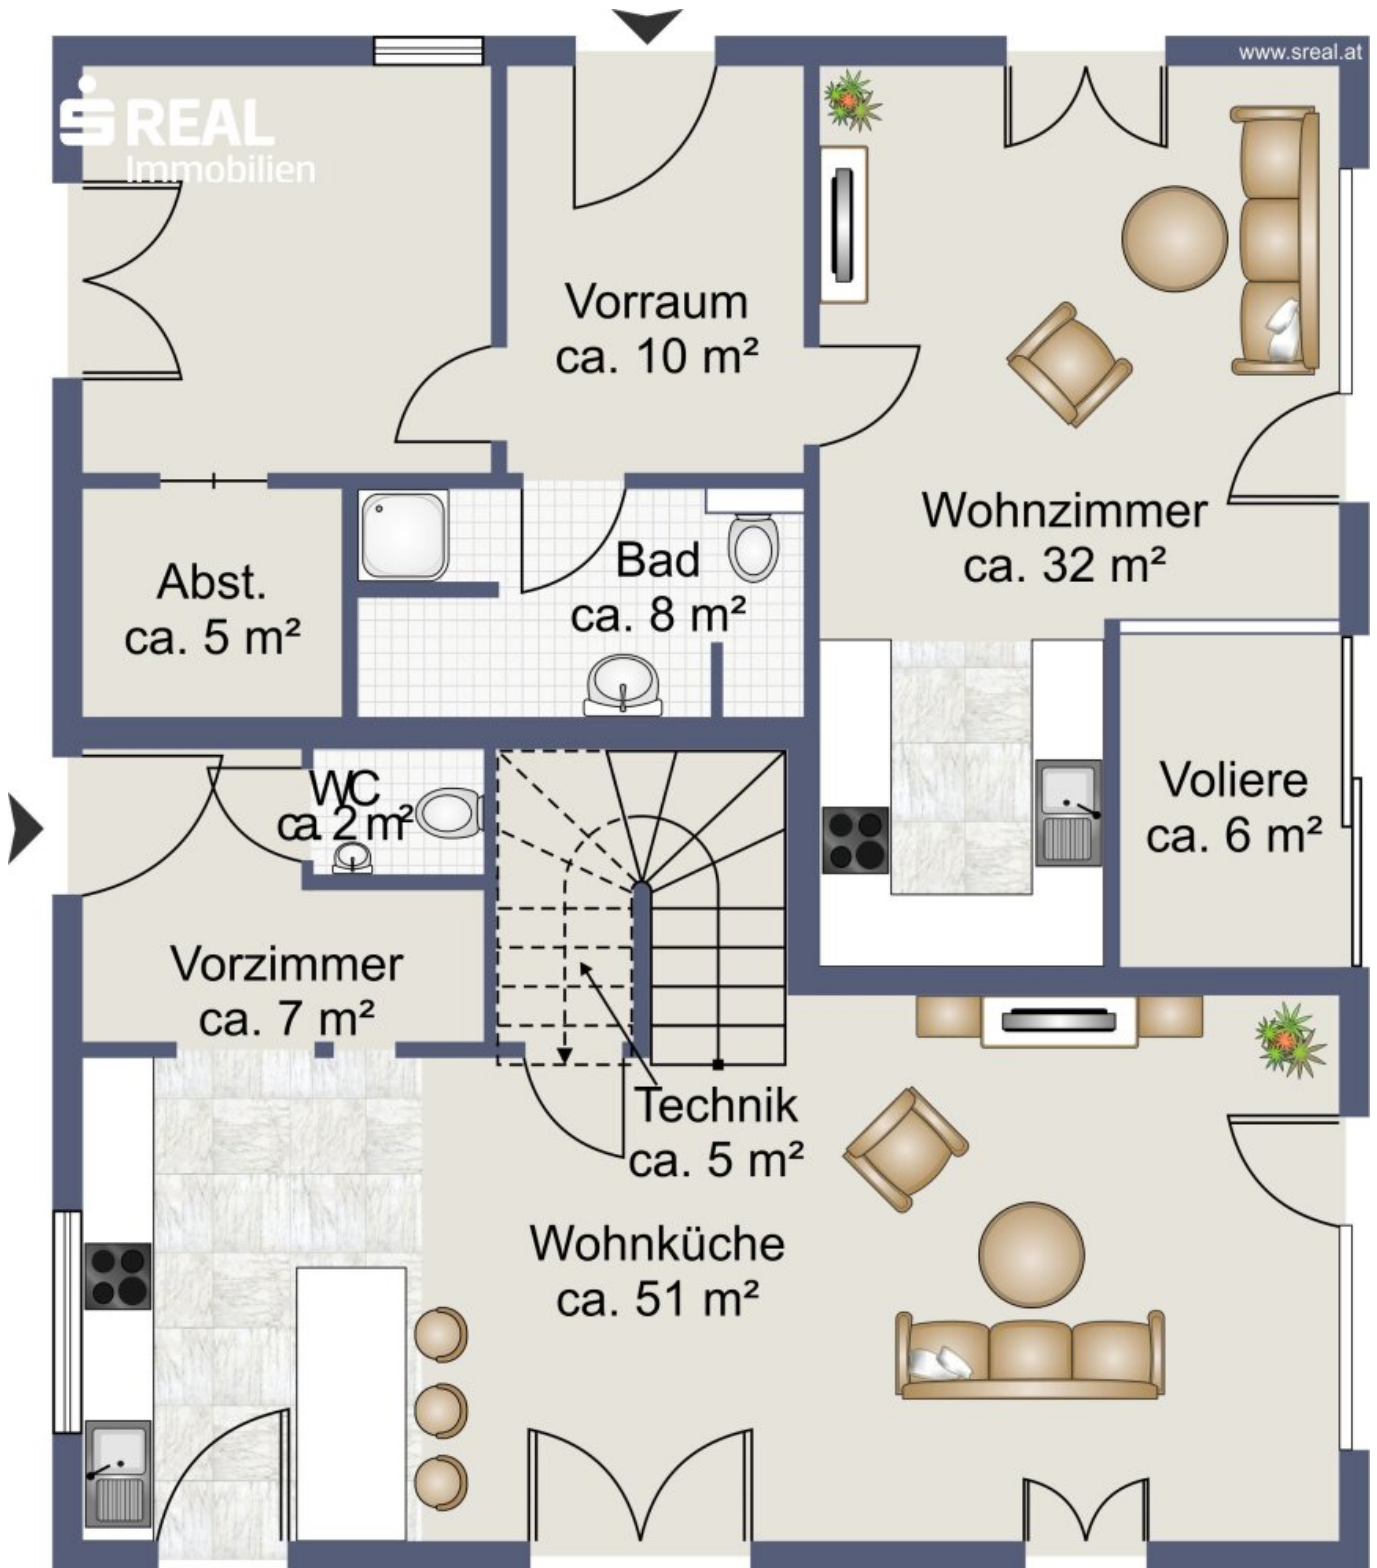 www.sreal.at
REAL
Immobilien
Vorraum
ca. 10 m²
Wohnzimmer
ca. 32 m²
Abst.
ca. 5 m²
Bad
ca. 8 m²
WC
ca. 2 m²
Voliere
ca. 6 m²
Vorzimmer
ca. 7 m²
Technik
ca. 5 m²
Wohnküche
ca. 51 m²